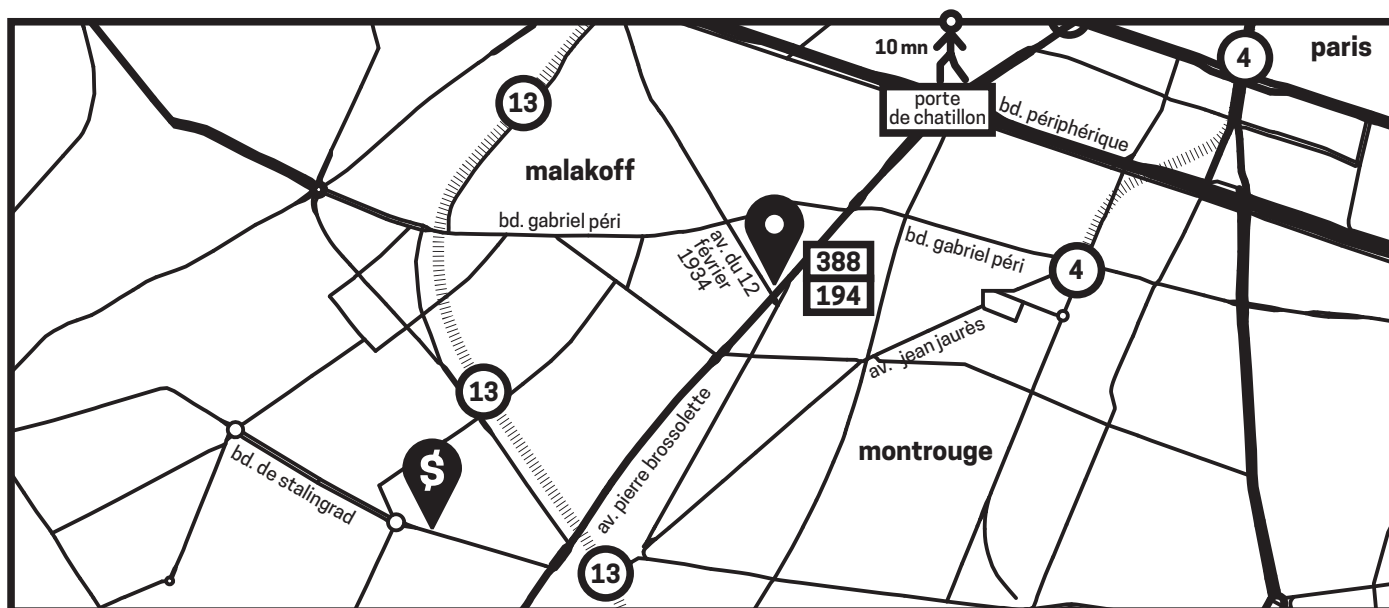 10 mn
4
paris
13
porte
de chatillon
bd. périphérique
malakoff
bd. gabriel péri
av. du 12
février
1934
388
194
bd. gabriel péri
4
av. jean jaurès
13
av. pierre brossolette
montrouge
bd. de stalingrad
$
13